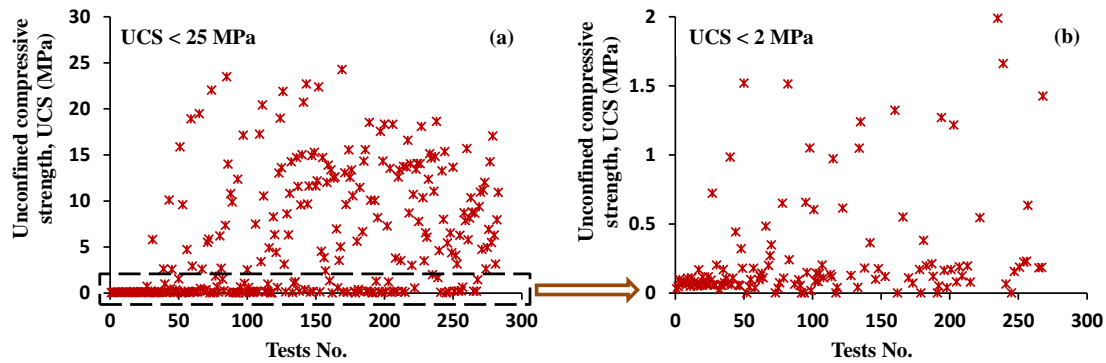 Unconfined compressive
strength, UCS (MPa)
30
25
20
15
10
5
0
UCS < 25 MPa
(a)
0
50
100
150
200
250
300
Tests No.
Unconfined compressive
strength, UCS (MPa)
2
1.5
1
0.5
0
UCS < 2 MPa
(b)
0
50
100
150
200
250
300
Tests No.